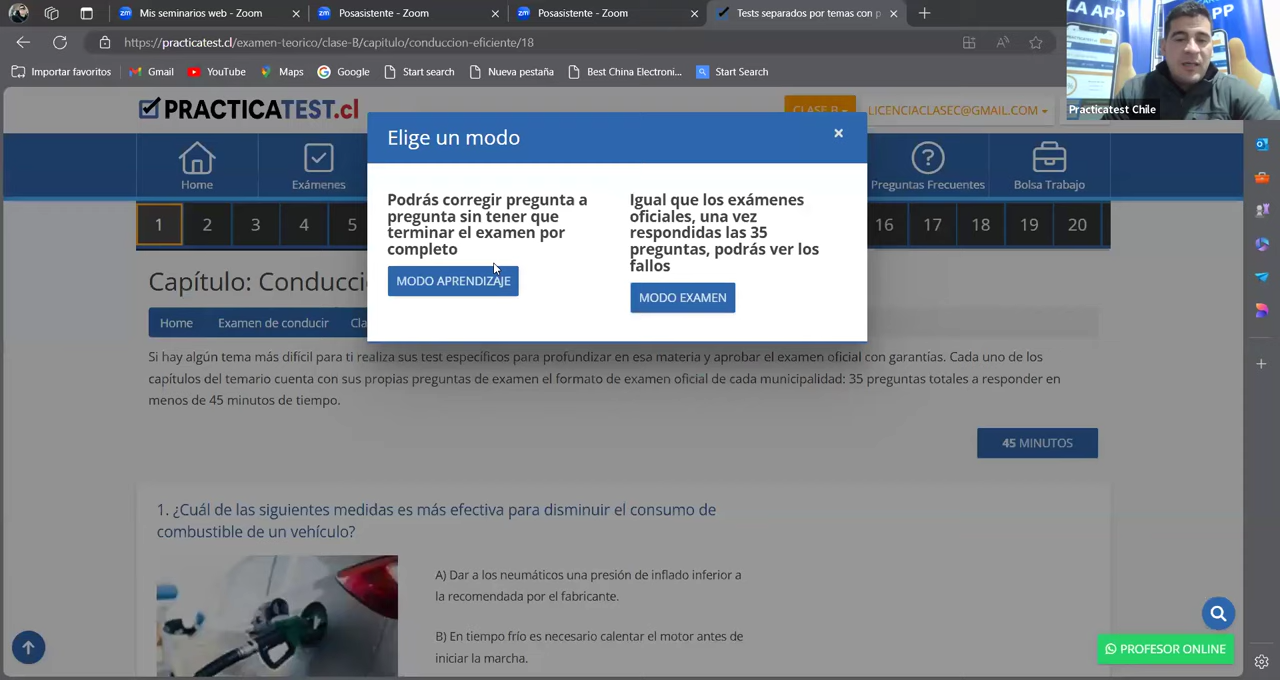 Mis seminarios web - Zoom
Posasistente - Zoom
Posasistente - Zoom
Tests separados por temas con p
https://practicatest.cl/examen-teorico/clase-B/capitulo/conduccion-eficiente/18
Importar favoritos
Gmail
YouTube
Maps
Google
Start search
Nueva pestaña
Best China Electroni...
Start Search
LA APP
PP
Practicatest Chile
PRACTICATEST.cl
CLASE B
LICENCIACLASEC@GMAIL.COM
Home
Exámenes
Preguntas Frecuentes
Bolsa Trabajo
Elige un modo
Podrás corregir pregunta a
pregunta sin tener que
terminar el examen por
completo
MODO APRENDIZAJE
Igual que los exámenes
oficiales, una vez
respondidas las 35
preguntas, podrás ver los
fallos
MODO EXAMEN
1 2 3 4 5 16 17 18 19 20
Capítulo: Conducci
Home
Examen de conducir
Cla
Si hay algún tema más difícil para ti realiza sus test específicos para profundizar en esa materia y aprobar el examen oficial con garantías. Cada uno de los
capítulos del temario cuenta con sus propias preguntas de examen el formato de examen oficial de cada municipalidad: 35 preguntas totales a responder en
menos de 45 minutos de tiempo.
45 MINUTOS
1. ¿Cuál de las siguientes medidas es más efectiva para disminuir el consumo de
combustible de un vehículo?
A) Dar a los neumáticos una presión de inflado inferior a
la recomendada por el fabricante.
B) En tiempo frío es necesario calentar el motor antes de
iniciar la marcha.
PROFESOR ONLINE